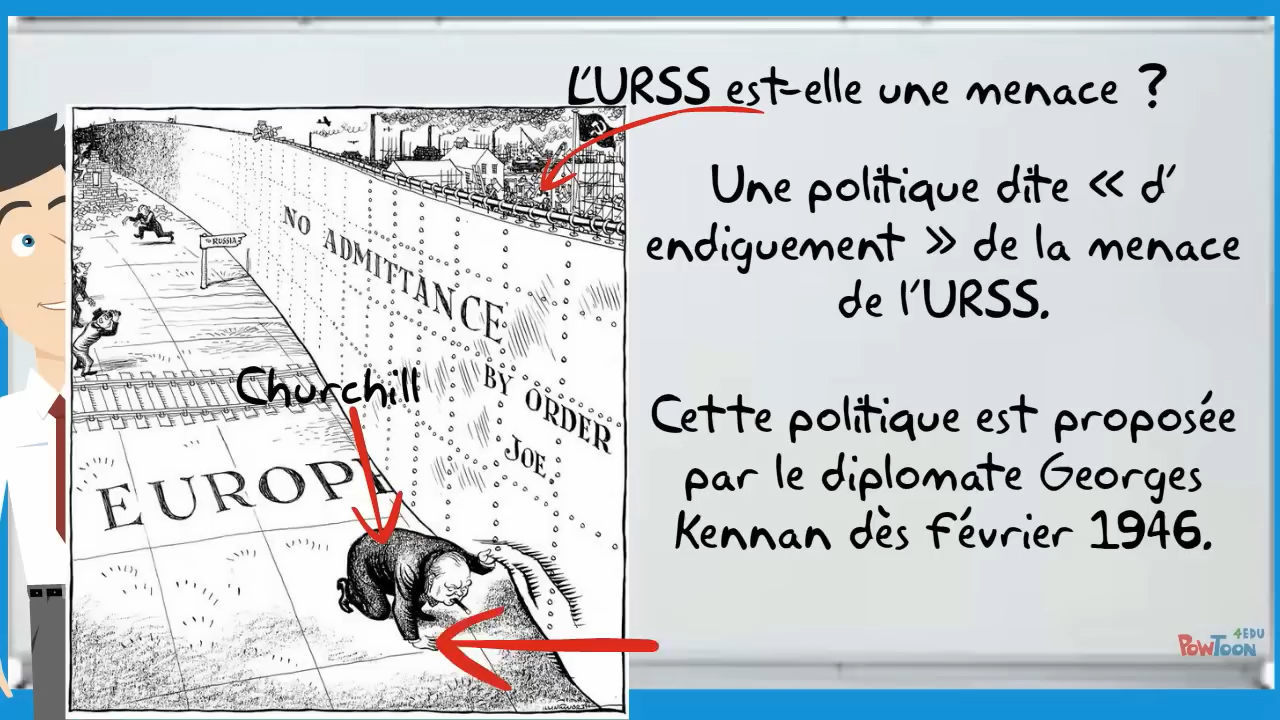 L'URSS est-elle une menace ?
Une politique dite « d'
endiguement » de la menace
de l'URSS.
Cette politique est proposée
par le diplomate Georges
Kennan dès février 1946.
TO RUSSIA
NO ADMITTANCE
BY ORDER
JOE.
Churchill
EUROPE
4EDU
POWTOON